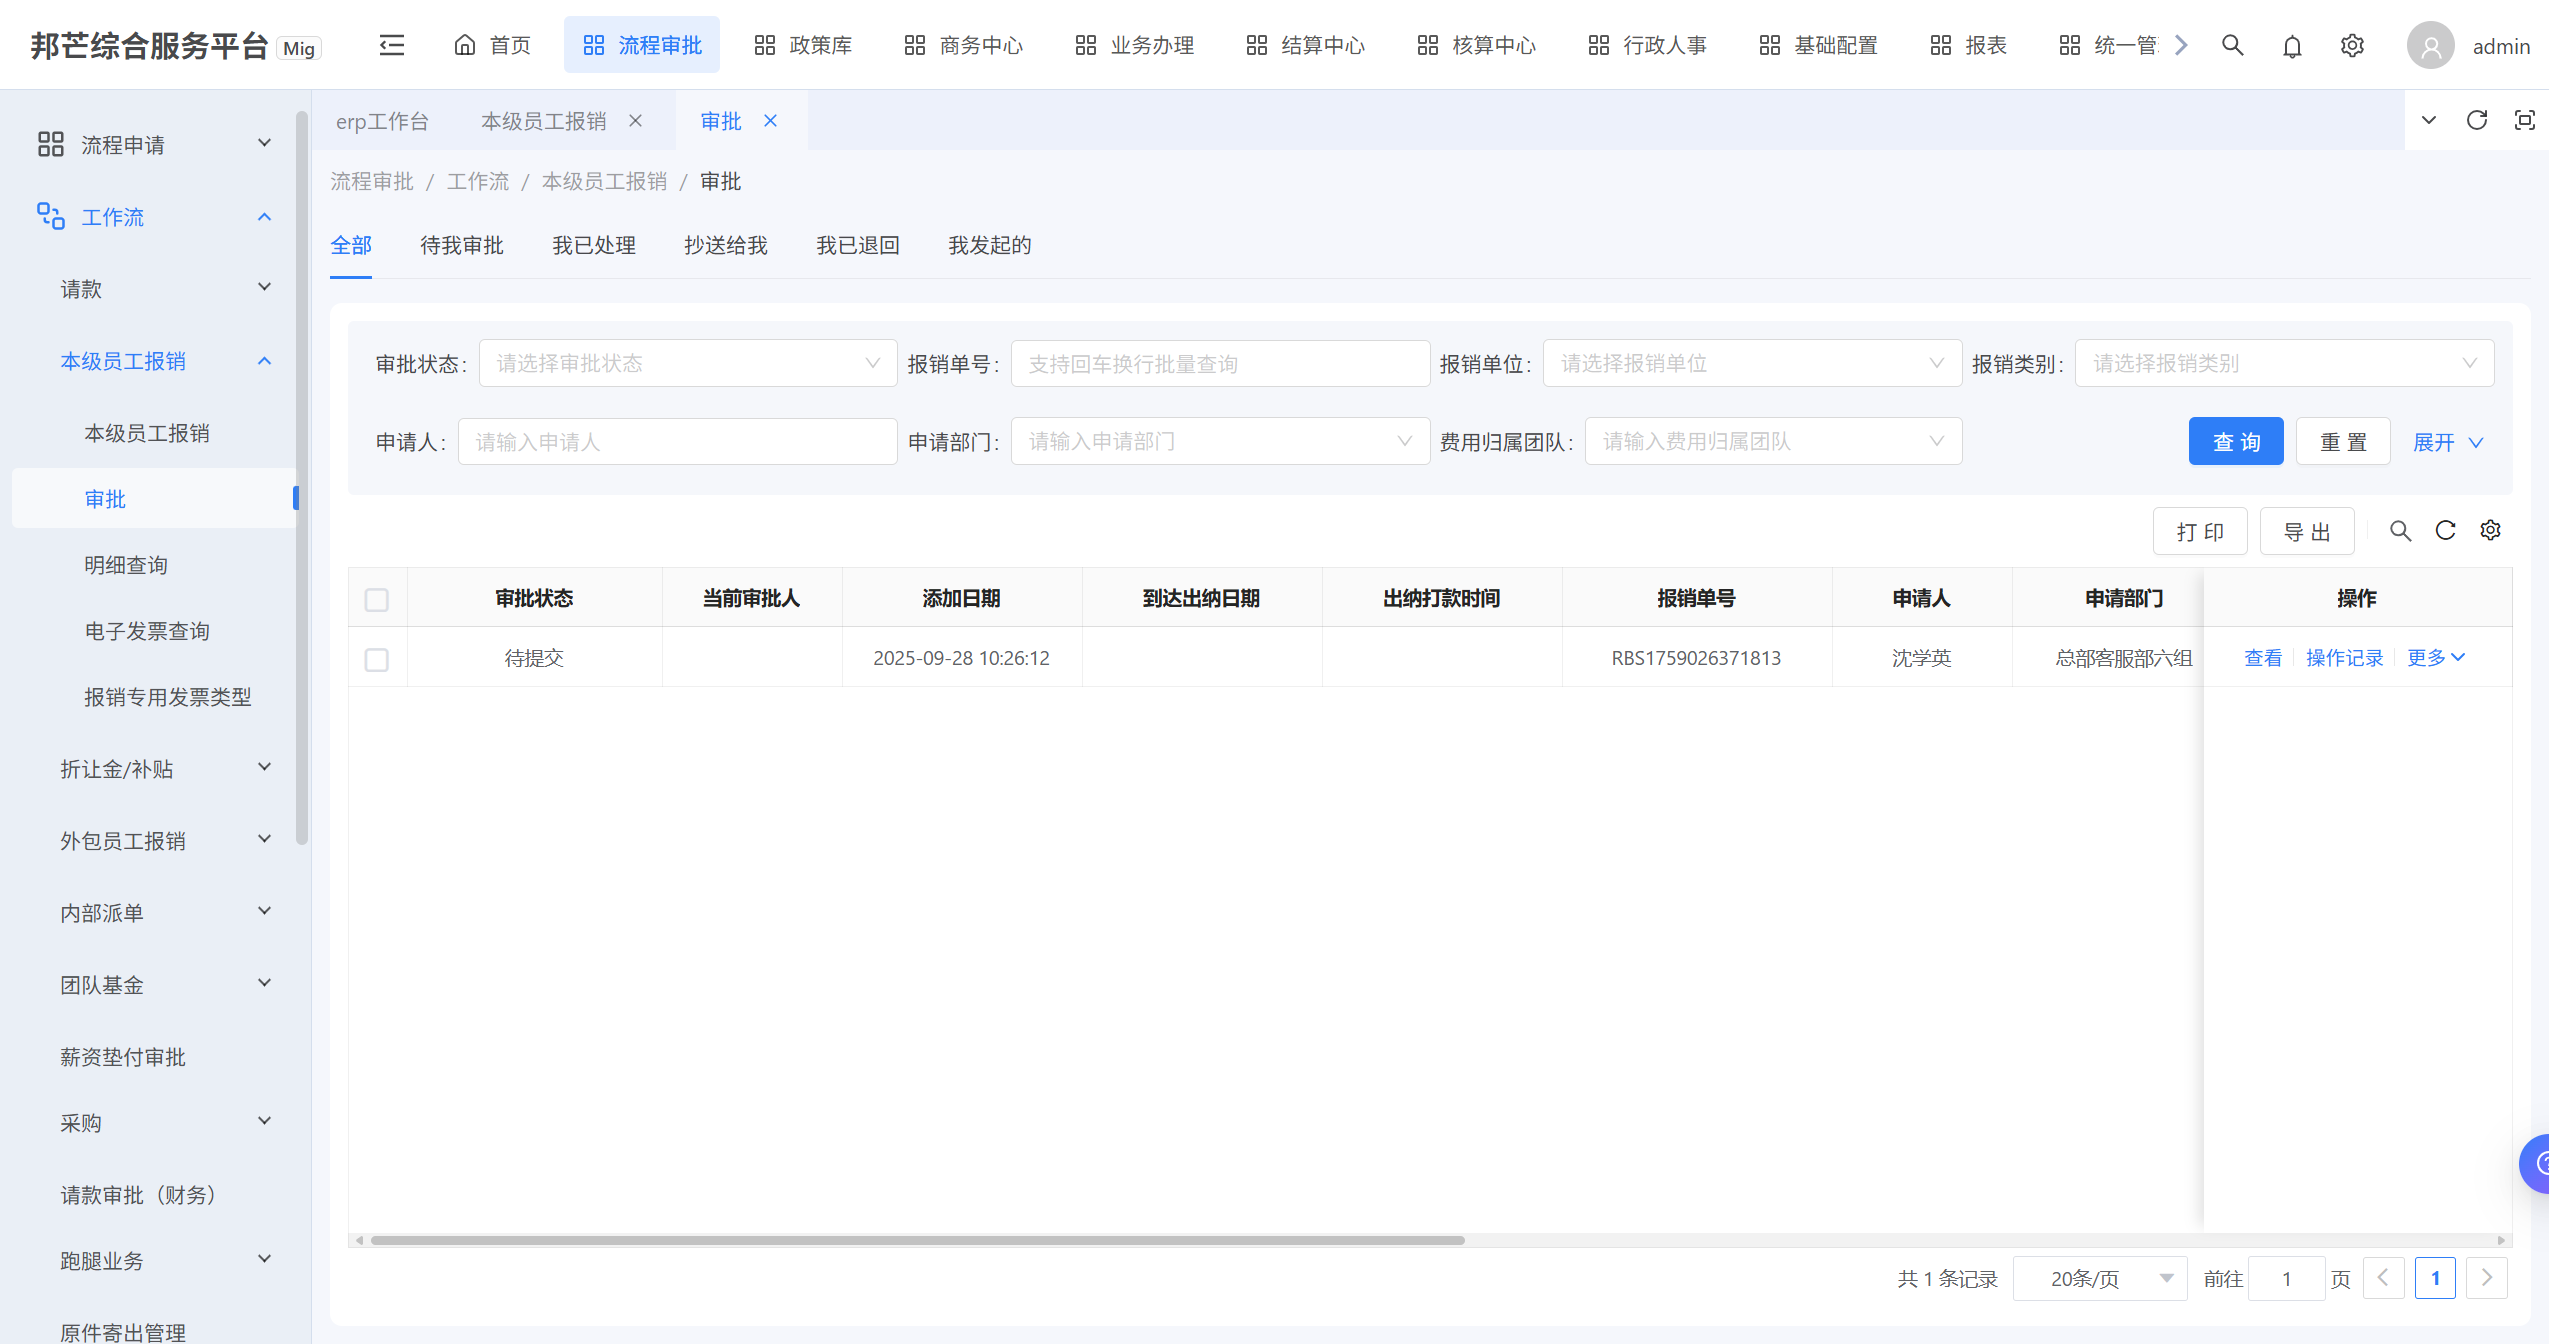 邦芒综合服务平台 Mig
首页 流程审批 政策库 商务中心 业务办理 结算中心 核算中心 行政人事 基础配置 报表 统一管 admin
erp工作台 本级员工报销 审批
流程审批 / 工作流 / 本级员工报销 / 审批
全部 待我审批 我已处理 抄送给我 我已退回 我发起的
流程申请
工作流
请款
本级员工报销
本级员工报销
审批
明细查询
电子发票查询
报销专用发票类型
折让金/补贴
外包员工报销
内部派单
团队基金
薪资垫付审批
采购
请款审批（财务）
跑腿业务
原件寄出管理
审批状态: 请选择审批状态 报销单号: 支持回车换行批量查询 报销单位: 请选择报销单位 报销类别: 请选择报销类别
申请人: 请输入申请人 申请部门: 请输入申请部门 费用归属团队: 请输入费用归属团队 查 询 重 置 展开
打 印 导 出
审批状态 当前审批人 添加日期 到达出纳日期 出纳打款时间 报销单号 申请人 申请部门 操作
待提交 2025-09-28 10:26:12 RBS1759026371813 沈学英 总部客服部六组 查看 操作记录 更多
共 1 条记录 20条/页 前往 1 页 1